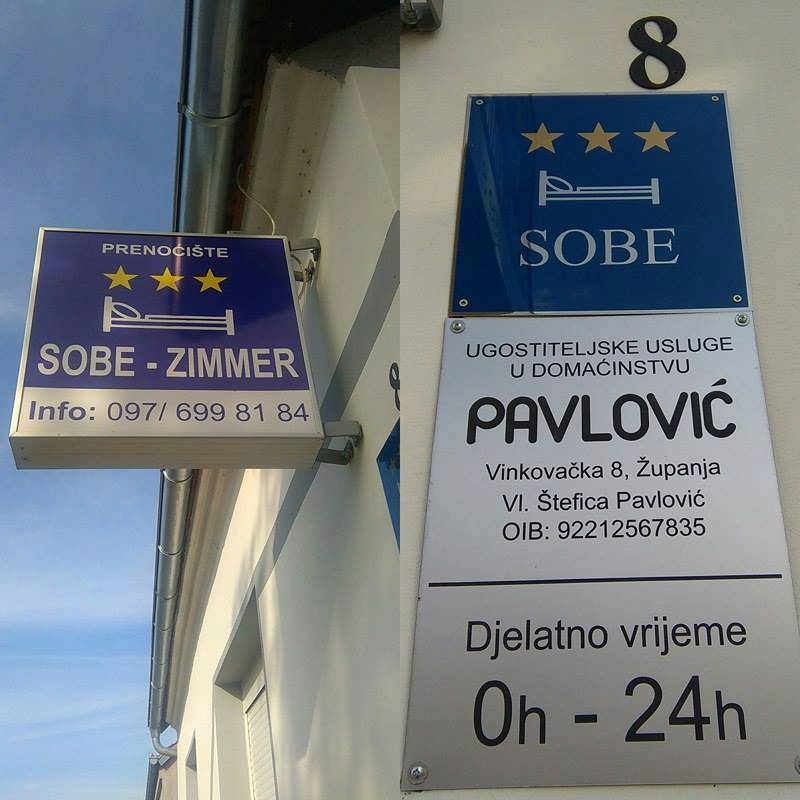 PRENOĆIŠTE
SOBE - ZIMMER
Info: 097/ 699 81 84
8
8
SOBE
UGOSTITELJSKE USLUGE
U DOMAĆINSTVU
PAVLOVIĆ
Vinkovačka 8, Županja
Vl. Štefica Pavlović
OIB: 92212567835
Djelatno vrijeme
0h - 24h